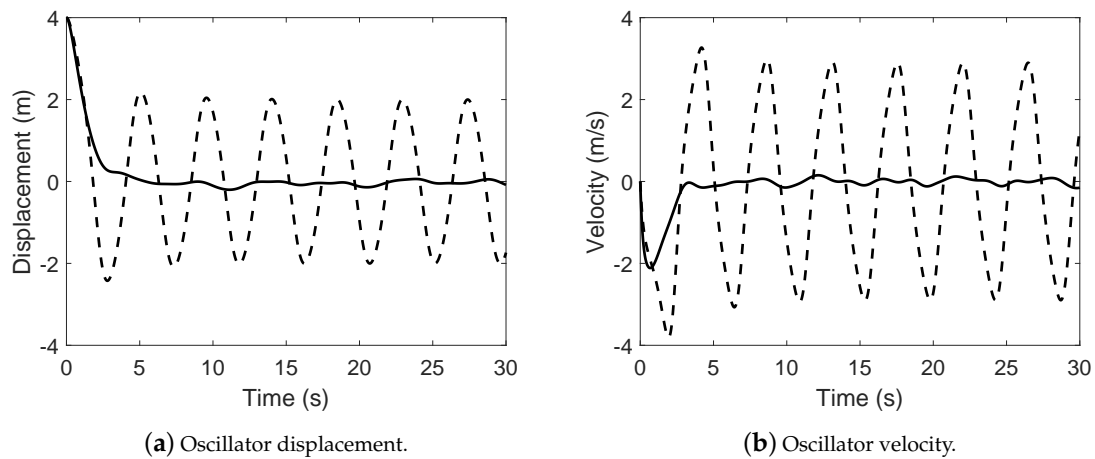 4
2
0
-2
-4
Displacement (m)
0 5 10 15 20 25 30
Time (s)
(a) Oscillator displacement.
4
2
0
-2
-4
Velocity (m/s)
0 5 10 15 20 25 30
Time (s)
(b) Oscillator velocity.